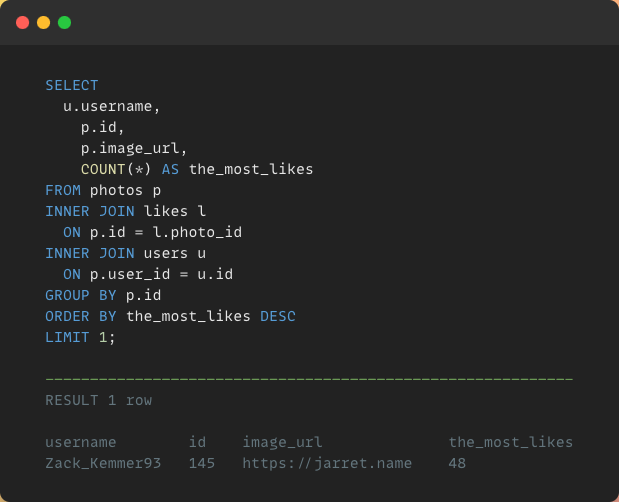 SELECT
  u.username,
    p.id,
    p.image_url,
    COUNT(*) AS the_most_likes
FROM photos p
INNER JOIN likes l
  ON p.id = l.photo_id
INNER JOIN users u
  ON p.user_id = u.id
GROUP BY p.id
ORDER BY the_most_likes DESC
LIMIT 1;
-----------------------------------------------------------
RESULT 1 row
username        id    image_url              the_most_likes
Zack_Kemmer93   145   https://jarret.name    48